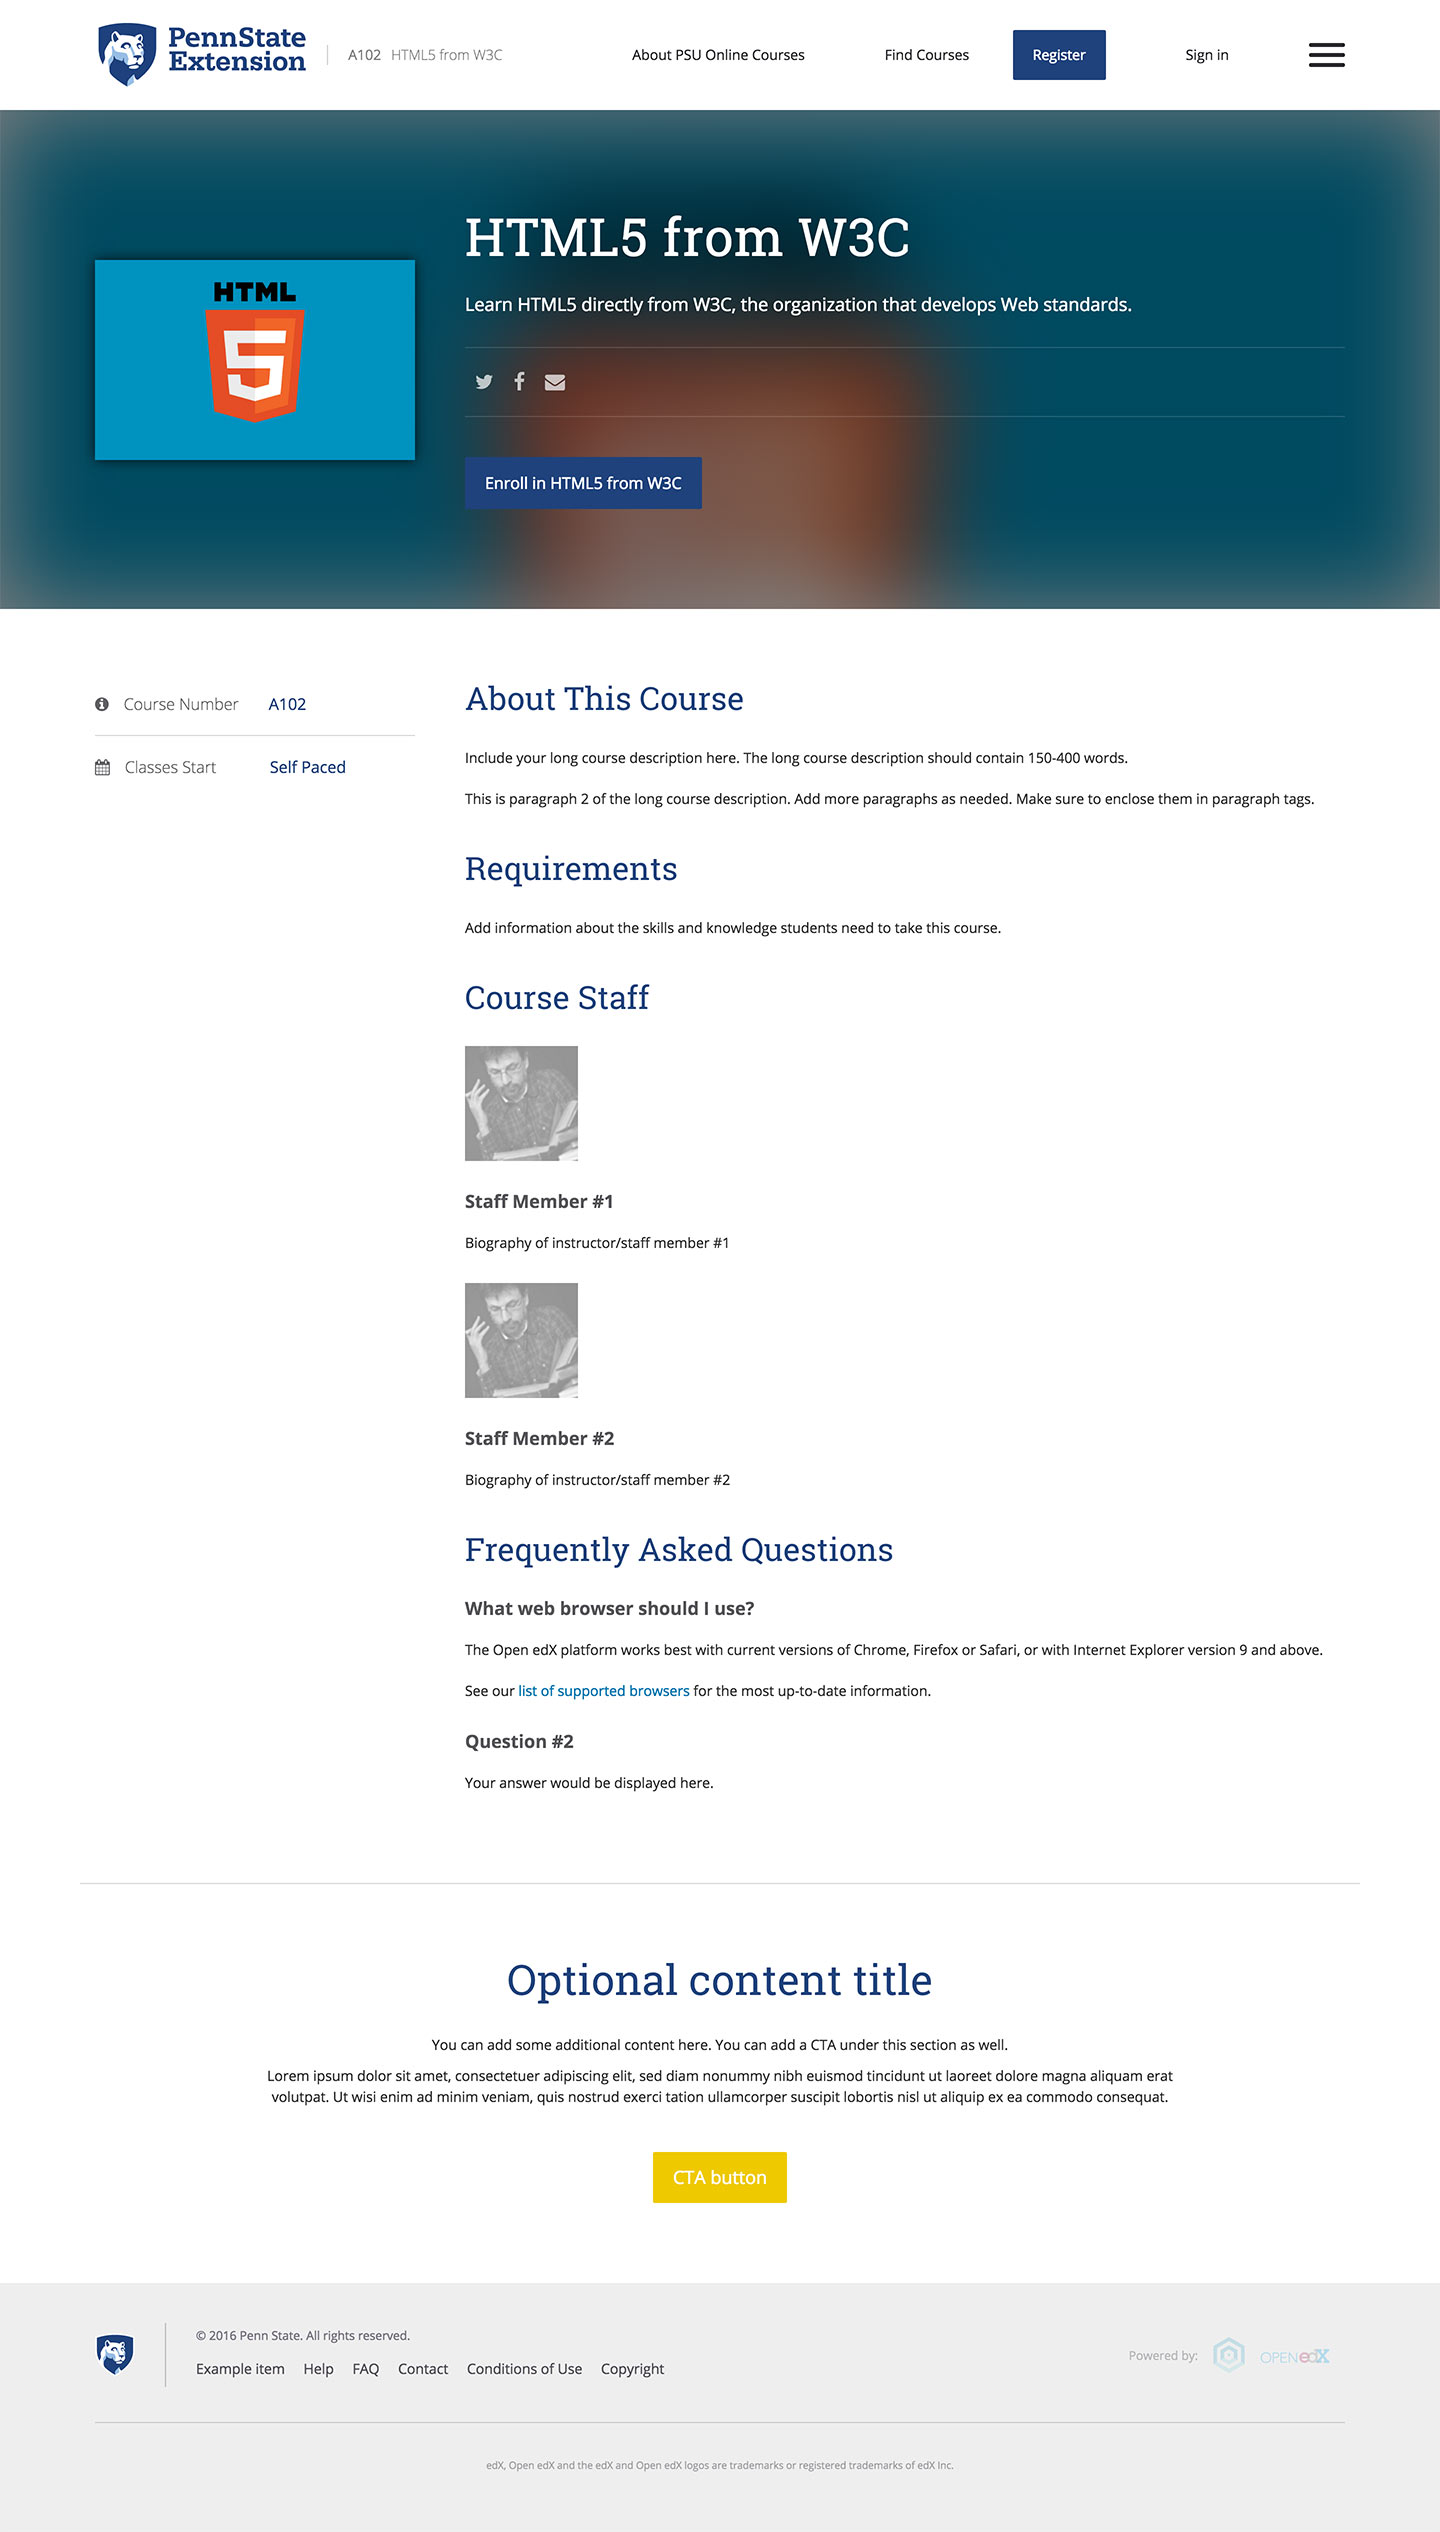 PennState
Extension
A102 HTML5 from W3C
About PSU Online Courses
Find Courses
Register
Sign in
HTML
5
HTML5 from W3C
Learn HTML5 directly from W3C, the organization that develops Web standards.
Enroll in HTML5 from W3C
Course Number A102
Classes Start Self Paced
About This Course
Include your long course description here. The long course description should contain 150-400 words.
This is paragraph 2 of the long course description. Add more paragraphs as needed. Make sure to enclose them in paragraph tags.
Requirements
Add information about the skills and knowledge students need to take this course.
Course Staff
Staff Member #1
Biography of instructor/staff member #1
Staff Member #2
Biography of instructor/staff member #2
Frequently Asked Questions
What web browser should I use?
The Open edX platform works best with current versions of Chrome, Firefox or Safari, or with Internet Explorer version 9 and above.
See our list of supported browsers for the most up-to-date information.
Question #2
Your answer would be displayed here.
Optional content title
You can add some additional content here. You can add a CTA under this section as well.
Lorem ipsum dolor sit amet, consectetuer adipiscing elit, sed diam nonummy nibh euismod tincidunt ut laoreet dolore magna aliquam erat
volutpat. Ut wisi enim ad minim veniam, quis nostrud exerci tation ullamcorper suscipit lobortis nisl ut aliquip ex ea commodo consequat.
CTA button
© 2016 Penn State. All rights reserved.
Example item Help FAQ Contact Conditions of Use Copyright
Powered by: OPEN edX
edX, Open edX and the edX and Open edX logos are trademarks or registered trademarks of edX Inc.